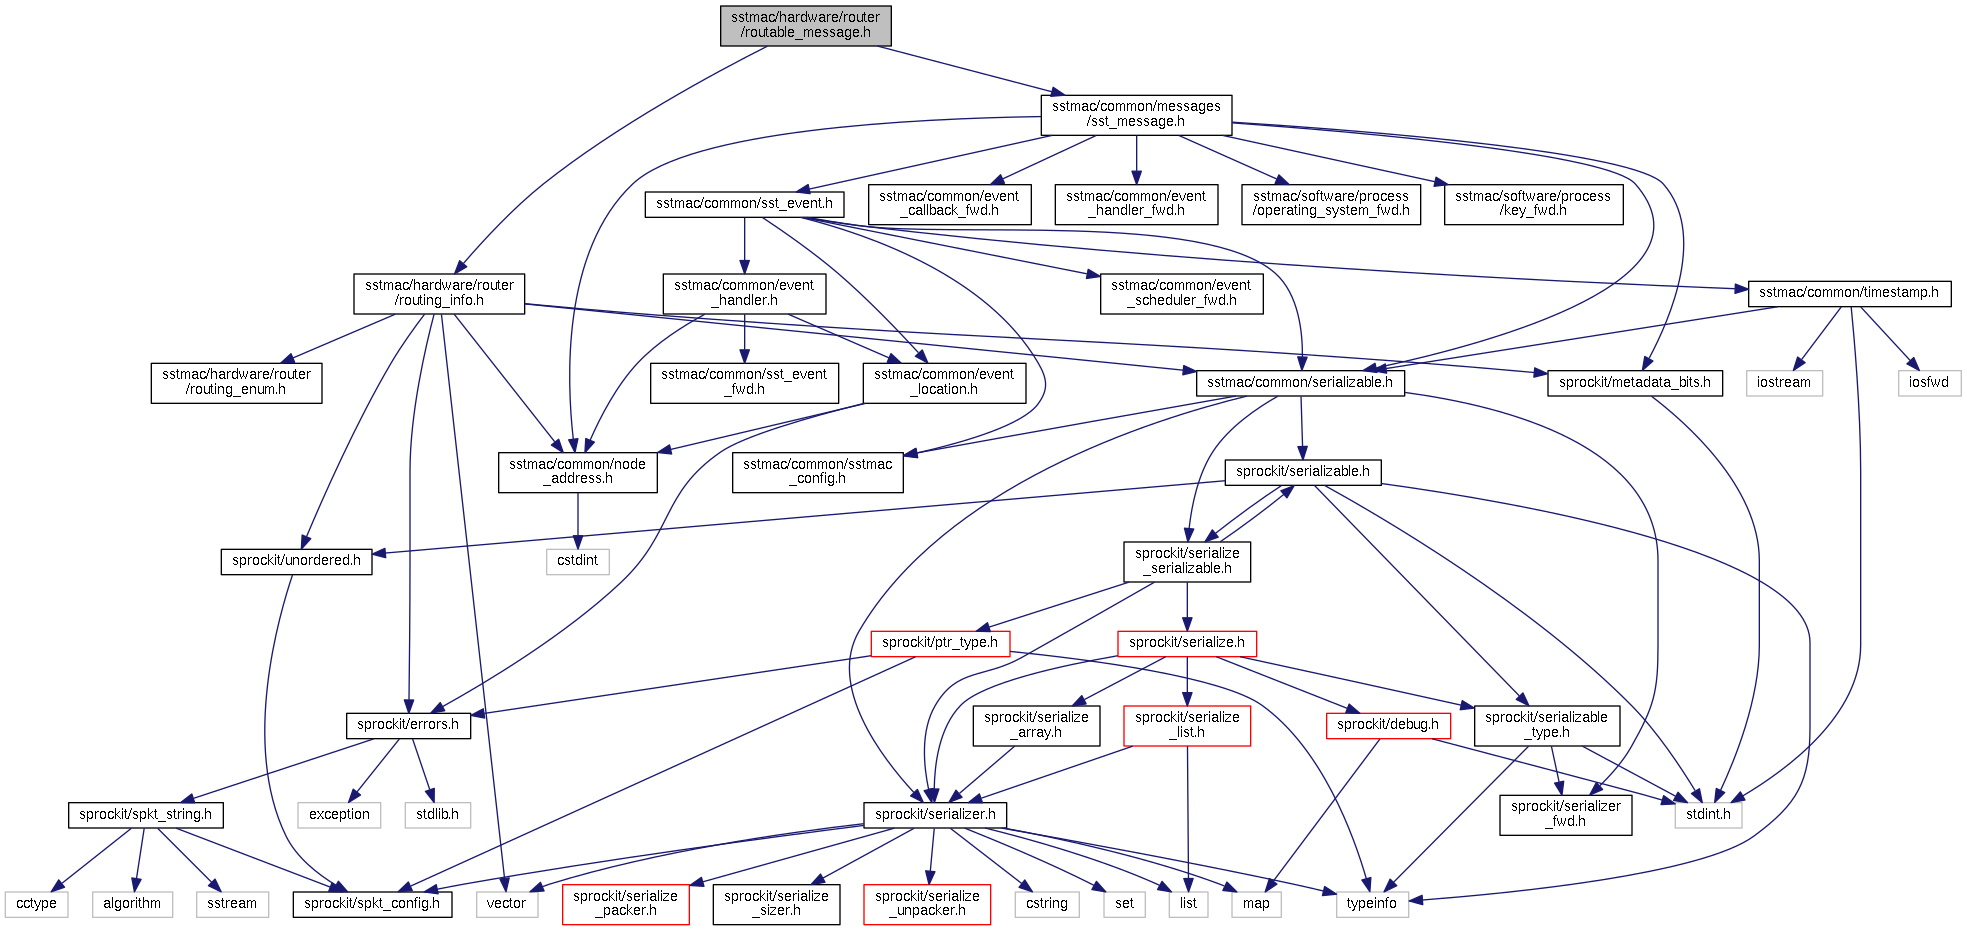 sstmac/hardware/router
/routable_message.h
sstmac/common/messages
/sst_message.h
sstmac/common/sst_event.h
sstmac/common/event
_callback_fwd.h
sstmac/common/event
_handler_fwd.h
sstmac/software/process
/operating_system_fwd.h
sstmac/software/process
/key_fwd.h
sstmac/hardware/router
/routing_info.h
sstmac/common/event
_handler.h
sstmac/common/event
_scheduler_fwd.h
sstmac/common/timestamp.h
sstmac/hardware/router
/routing_enum.h
sstmac/common/sst_event
_fwd.h
sstmac/common/event
_location.h
sstmac/common/serializable.h
sprockit/metadata_bits.h
iostream
iosfwd
sstmac/common/node
_address.h
sstmac/common/sstmac
_config.h
sprockit/serializable.h
sprockit/unordered.h
cstdint
sprockit/serialize
_serializable.h
sprockit/ptr_type.h
sprockit/serialize.h
sprockit/errors.h
sprockit/serialize
_array.h
sprockit/serialize
_list.h
sprockit/debug.h
sprockit/serializable
_type.h
sprockit/spkt_string.h
exception
stdlib.h
sprockit/serializer.h
sprockit/serializer
_fwd.h
stdint.h
cctype
algorithm
sstream
sprockit/spkt_config.h
vector
sprockit/serialize
_packer.h
sprockit/serialize
_sizer.h
sprockit/serialize
_unpacker.h
cstring
set
list
map
typeinfo